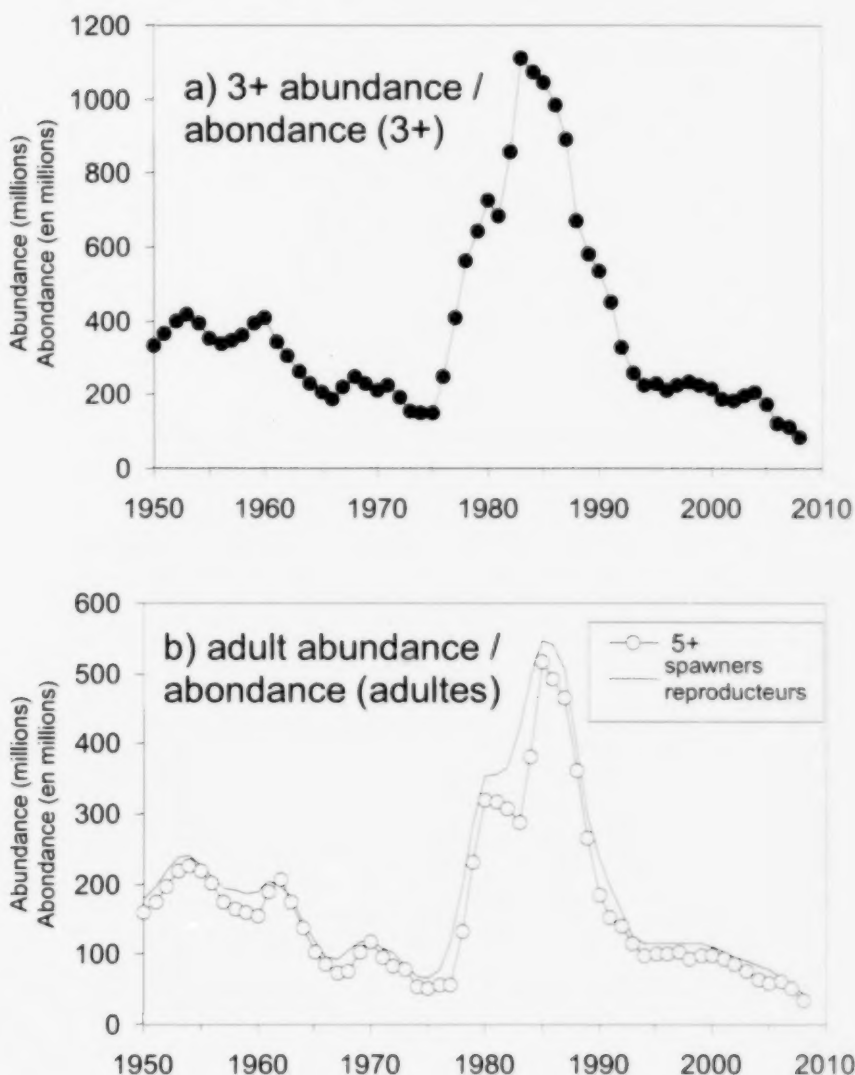 1200
1000
800
600
400
200
0
a) 3+ abundance /
abondance (3+)
Abundance (millions)
Abondance (en millions)
1950 1960 1970 1980 1990 2000 2010
600
500
400
300
200
100
0
b) adult abundance /
abondance (adultes)
5+
spawners
reproducteurs
Abundance (millions)
Abondance (en millions)
1950 1960 1970 1980 1990 2000 2010